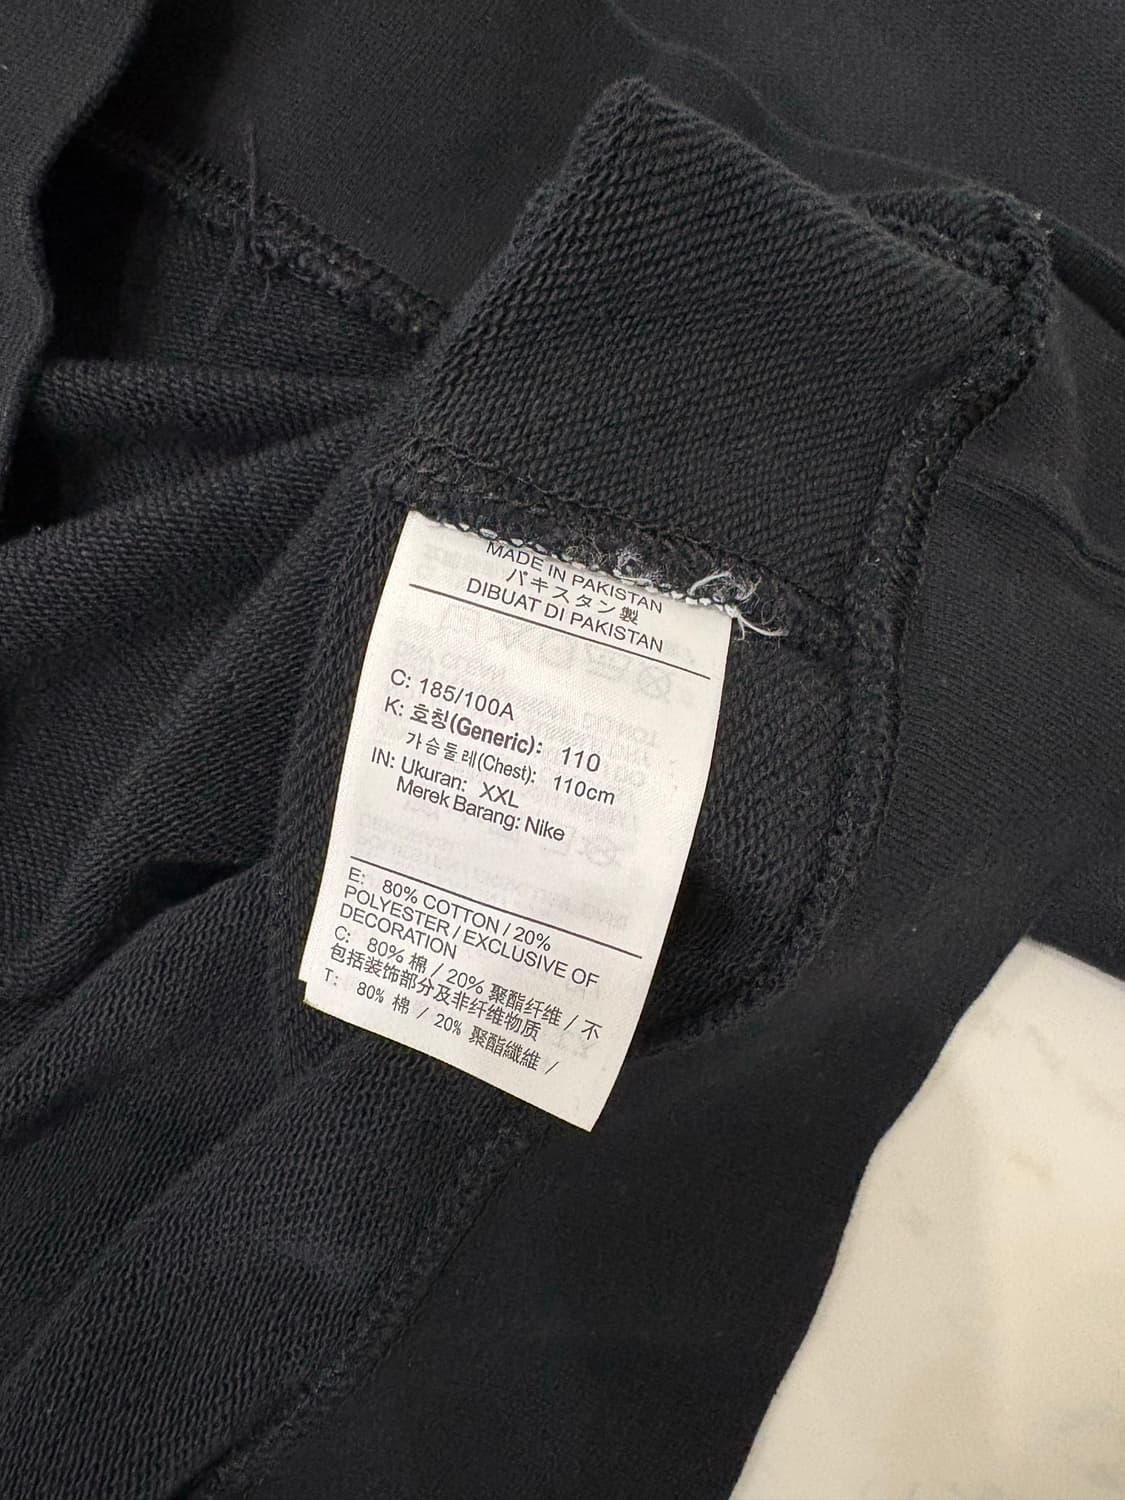 MADE IN PAKISTAN
パキスタン製
DIBUAT DI PAKISTAN
C: 185/100A
K: 호칭(Generic): 110
가슴둘레(Chest): 110cm
IN: Ukuran: XXL
Merek Barang: Nike
E: 80% COTTON / 20%
POLYESTER / EXCLUSIVE OF
DECORATION
C: 80% 棉 / 20% 聚酯纤维 / 不
包括装饰部分及非纤维物质
T: 80% 棉 / 20% 聚酯纖維 /